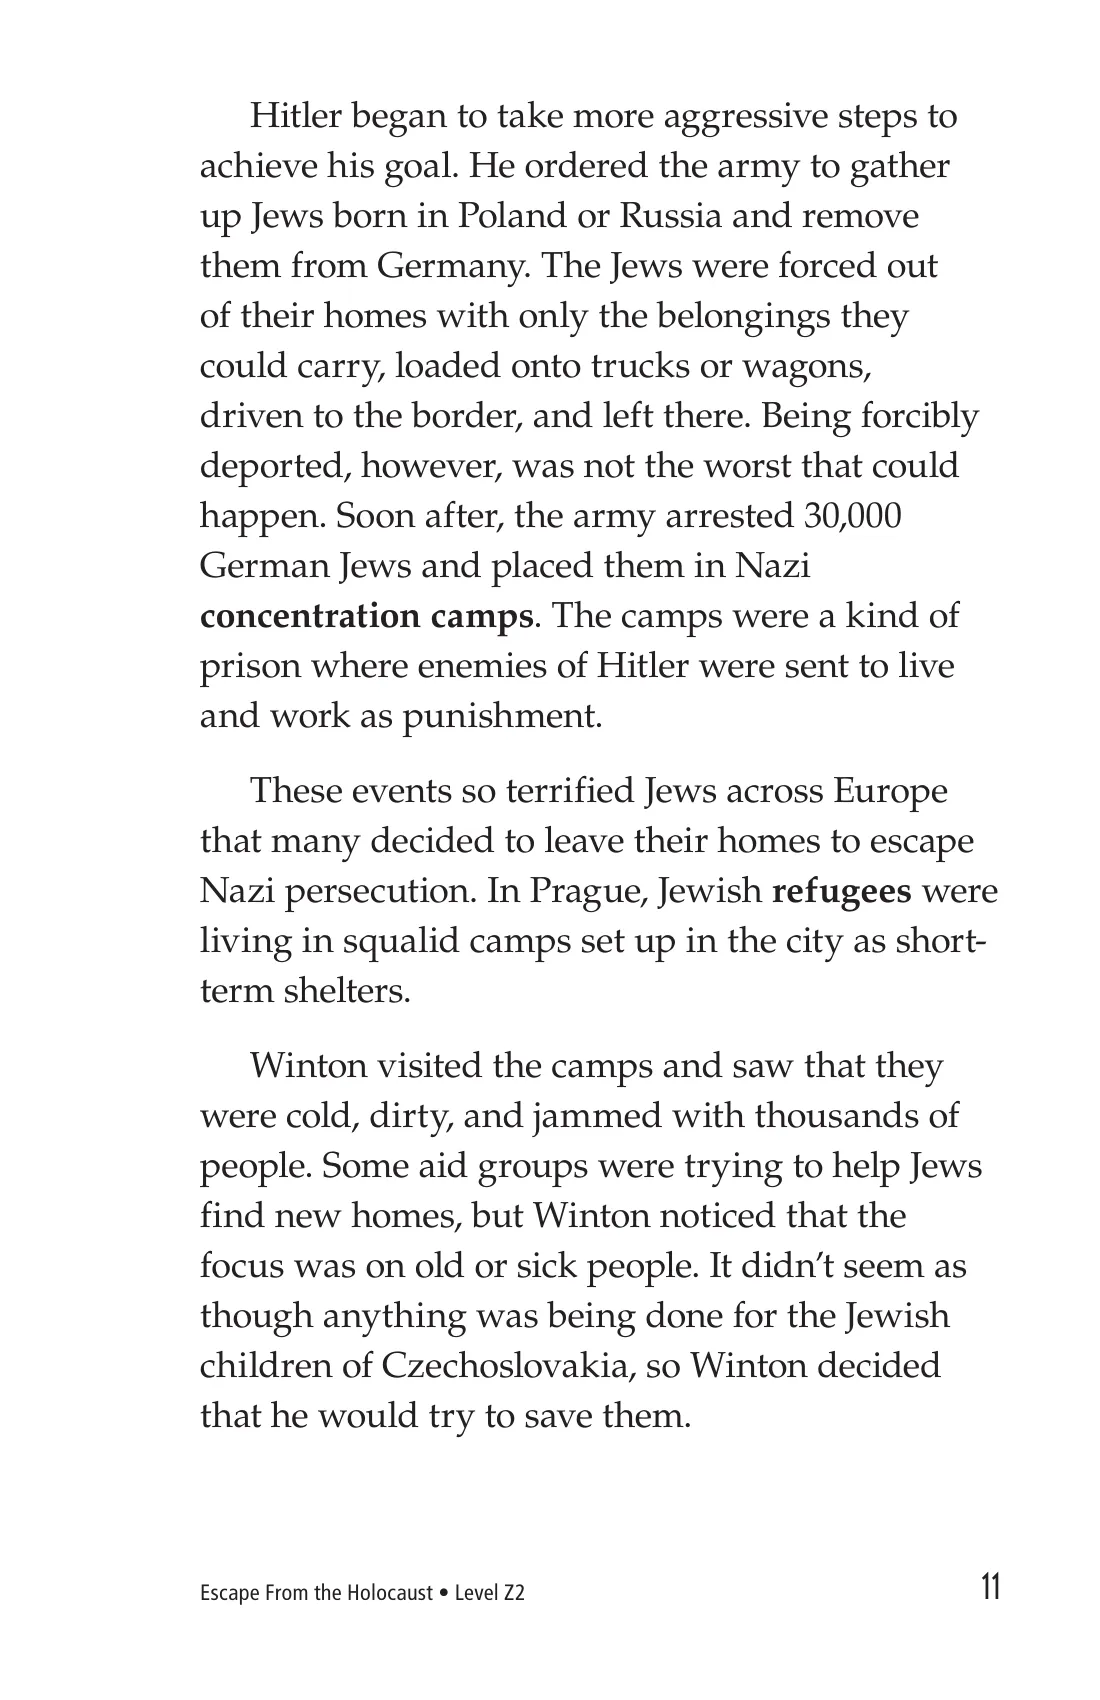 Hitler began to take more aggressive steps to
achieve his goal. He ordered the army to gather
up Jews born in Poland or Russia and remove
them from Germany. The Jews were forced out
of their homes with only the belongings they
could carry, loaded onto trucks or wagons,
driven to the border, and left there. Being forcibly
deported, however, was not the worst that could
happen. Soon after, the army arrested 30,000
German Jews and placed them in Nazi
concentration camps. The camps were a kind of
prison where enemies of Hitler were sent to live
and work as punishment.
These events so terrified Jews across Europe
that many decided to leave their homes to escape
Nazi persecution. In Prague, Jewish refugees were
living in squalid camps set up in the city as short-
term shelters.
Winton visited the camps and saw that they
were cold, dirty, and jammed with thousands of
people. Some aid groups were trying to help Jews
find new homes, but Winton noticed that the
focus was on old or sick people. It didn’t seem as
though anything was being done for the Jewish
children of Czechoslovakia, so Winton decided
that he would try to save them.
Escape From the Holocaust • Level Z2 11